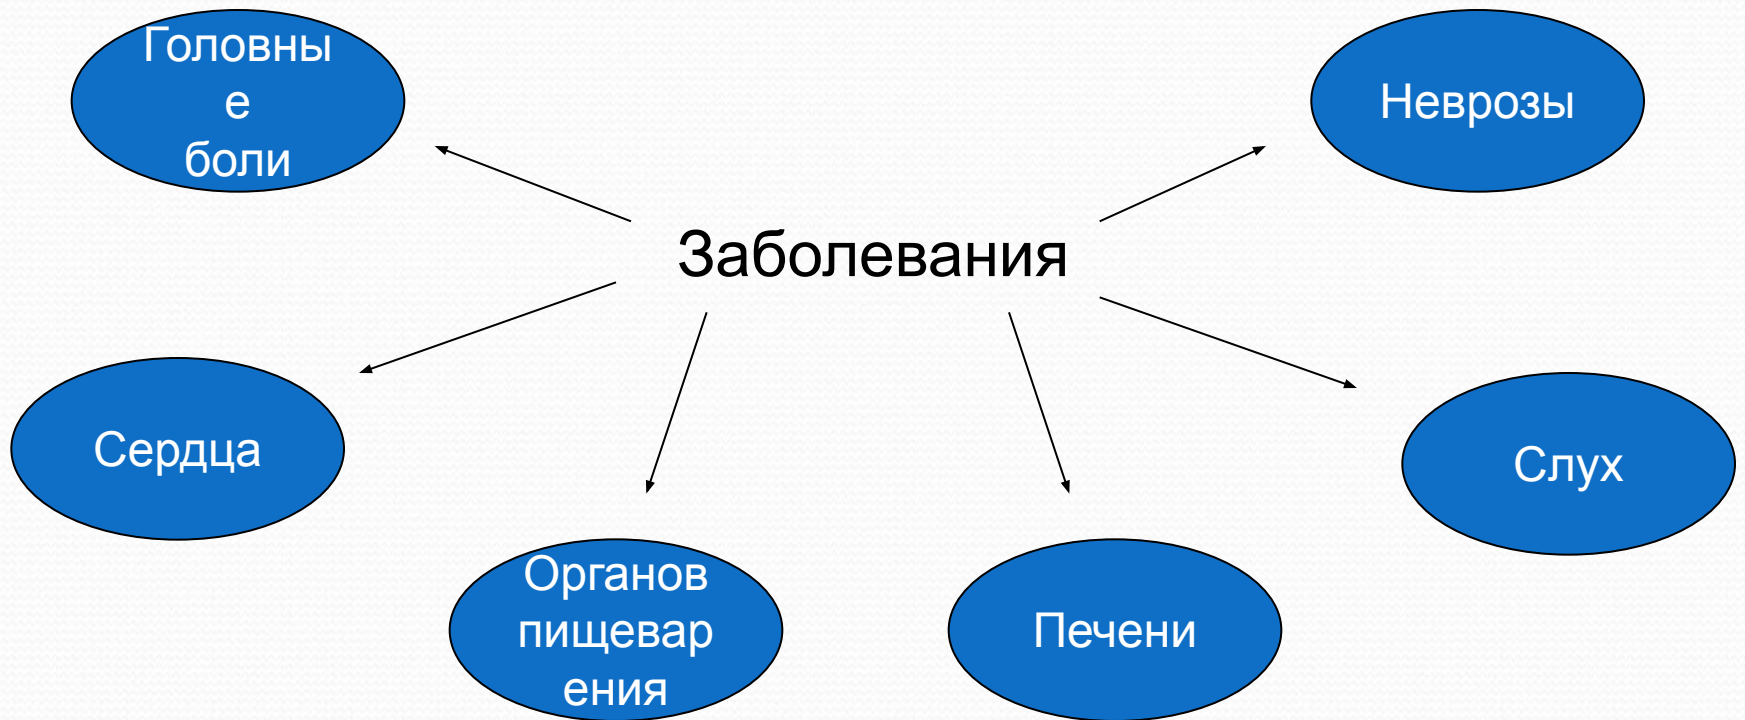 Головны
е
боли
Неврозы
Заболевания
Сердца
Слух
Органов
пищевар
ения
Печени